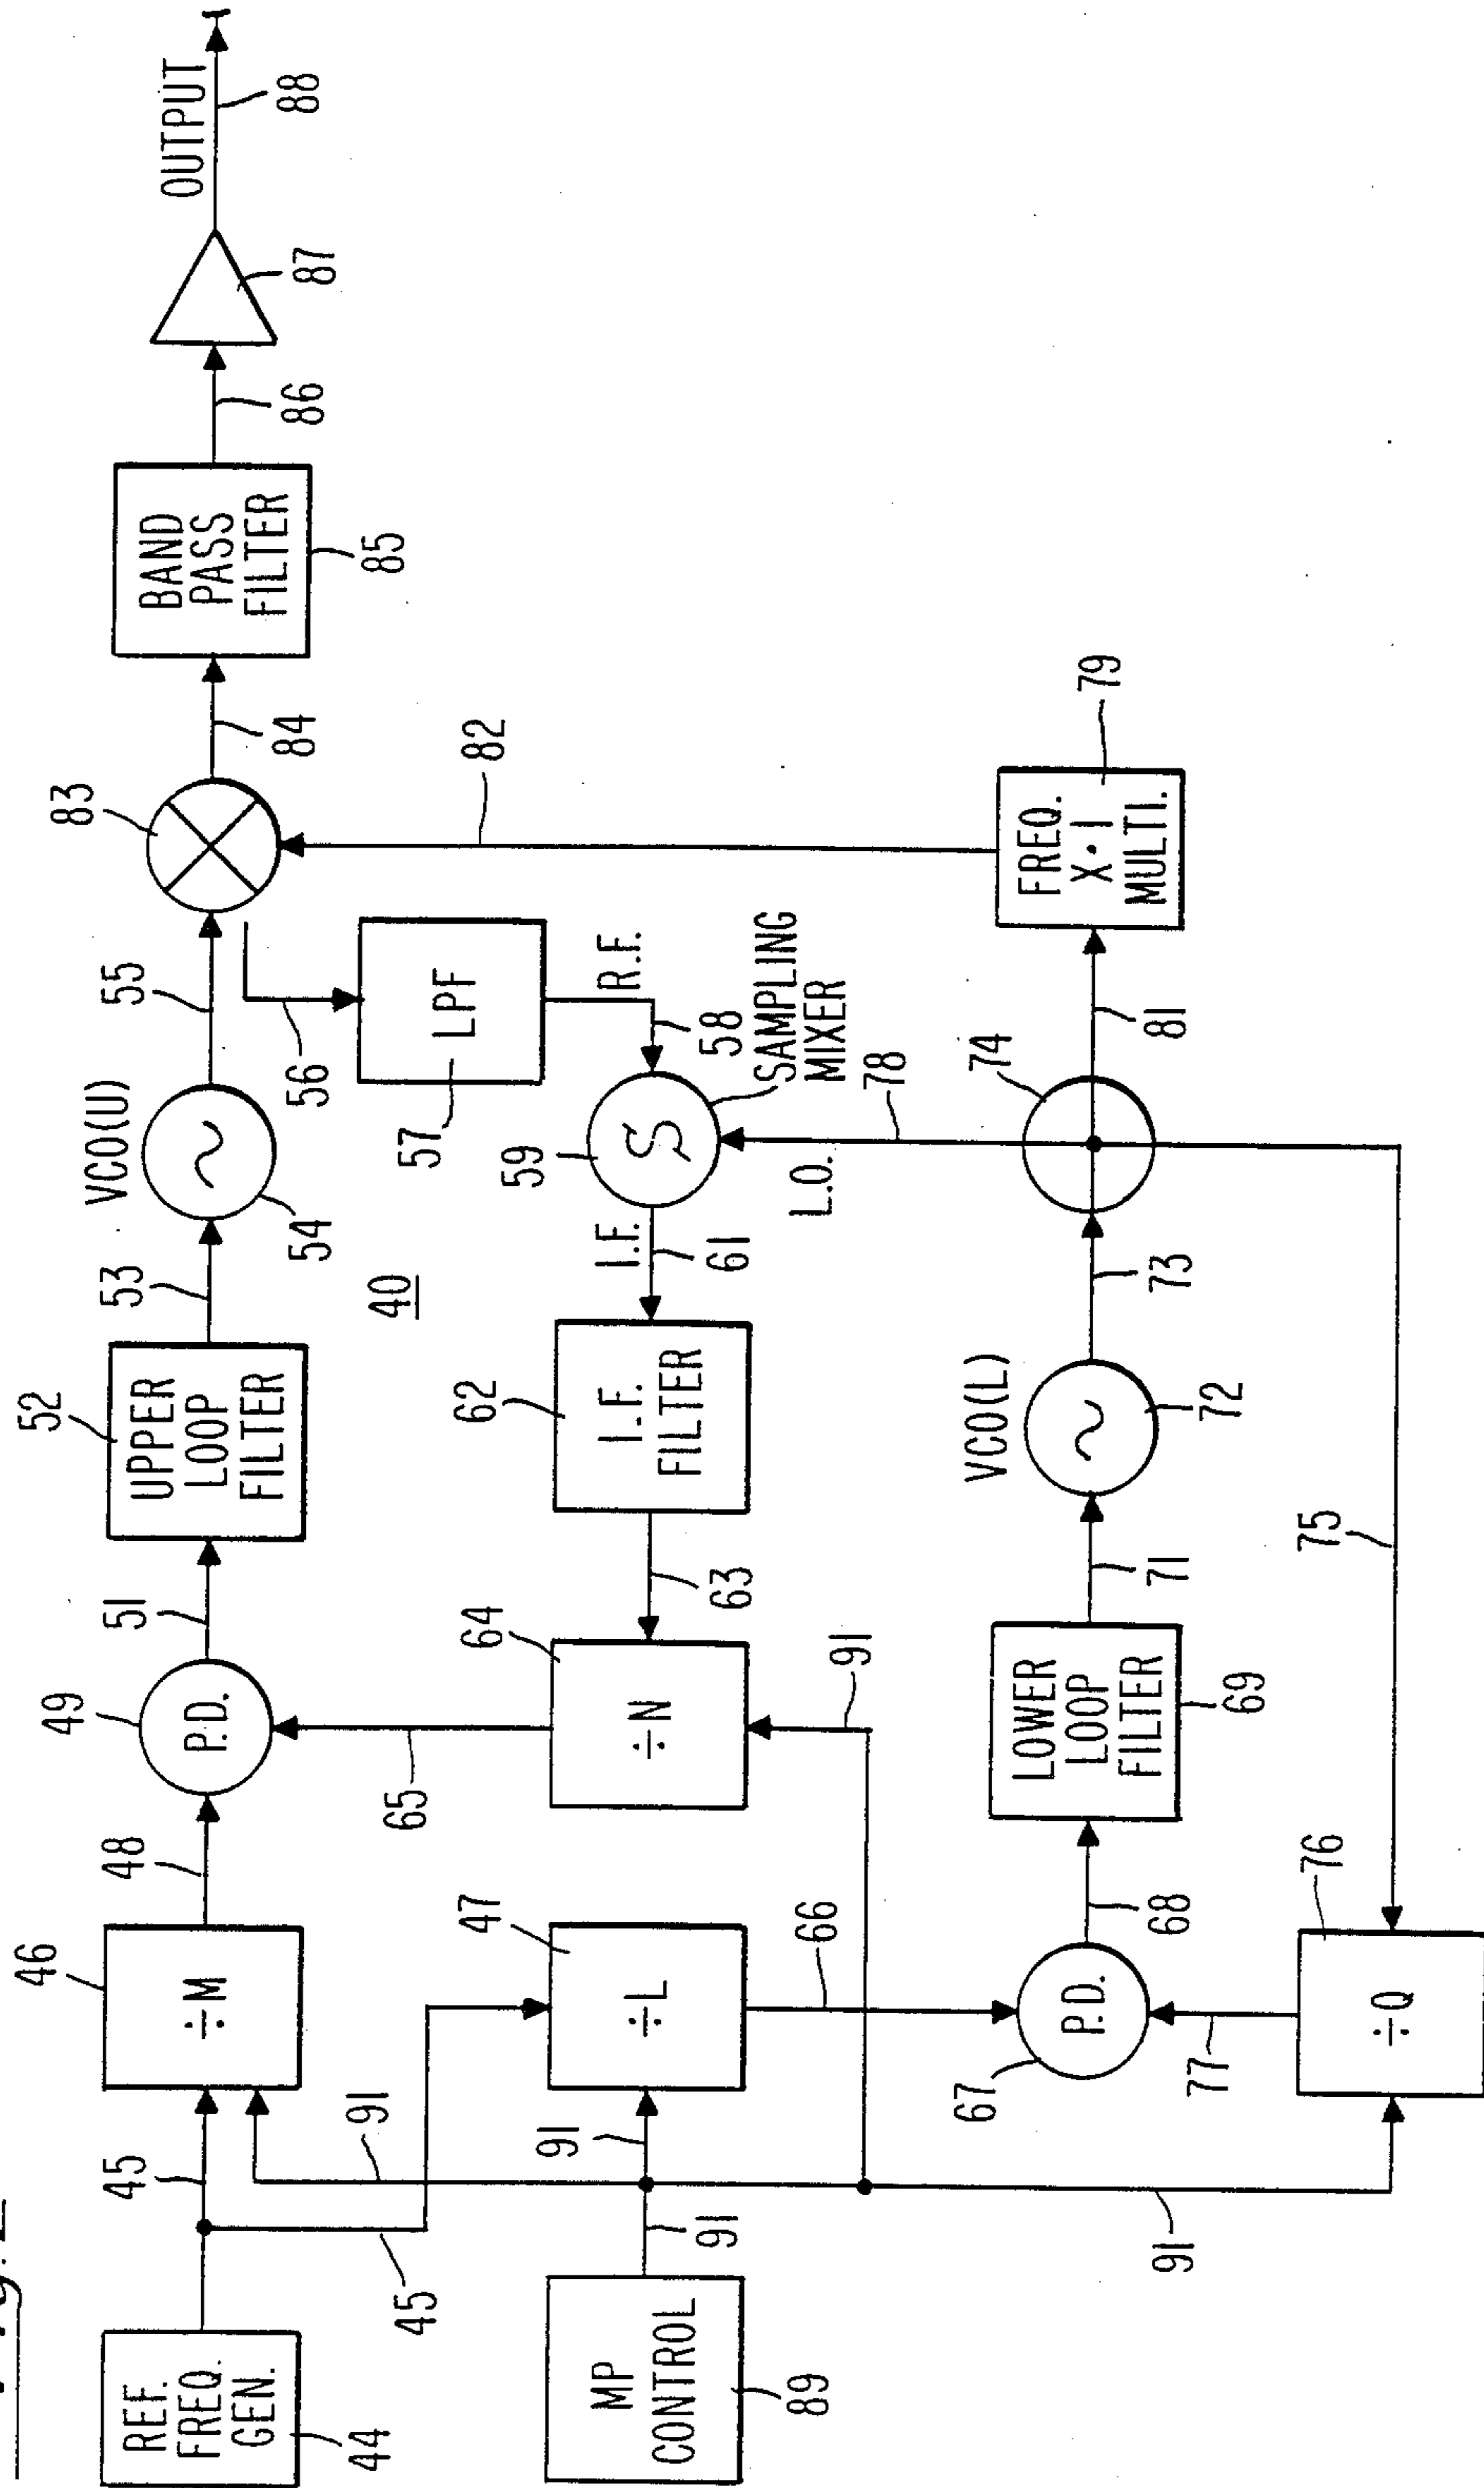 Fig. 2
REF.
FREQ.
GEN.
44
45
45
46
÷M
48
49
P.D.
51
52
UPPER
LOOP
FILTER
53
VCO(U)
54
55
83
84
BAND
PASS
FILTER
85
86
87
OUTPUT
88
40
56
LPF
57
R.F.
58
SAMPLING
MIXER
59
I.F.
61
62
I.F.
FILTER
63
64
÷N
65
91
47
÷L
66
91
91
91
MP
CONTROL
89
L.O.
78
82
67
P.D.
68
LOWER
LOOP
FILTER
69
71
VCO(L)
72
73
74
81
FREQ.
X·I
MULTI.
79
75
76
÷Q
77
91